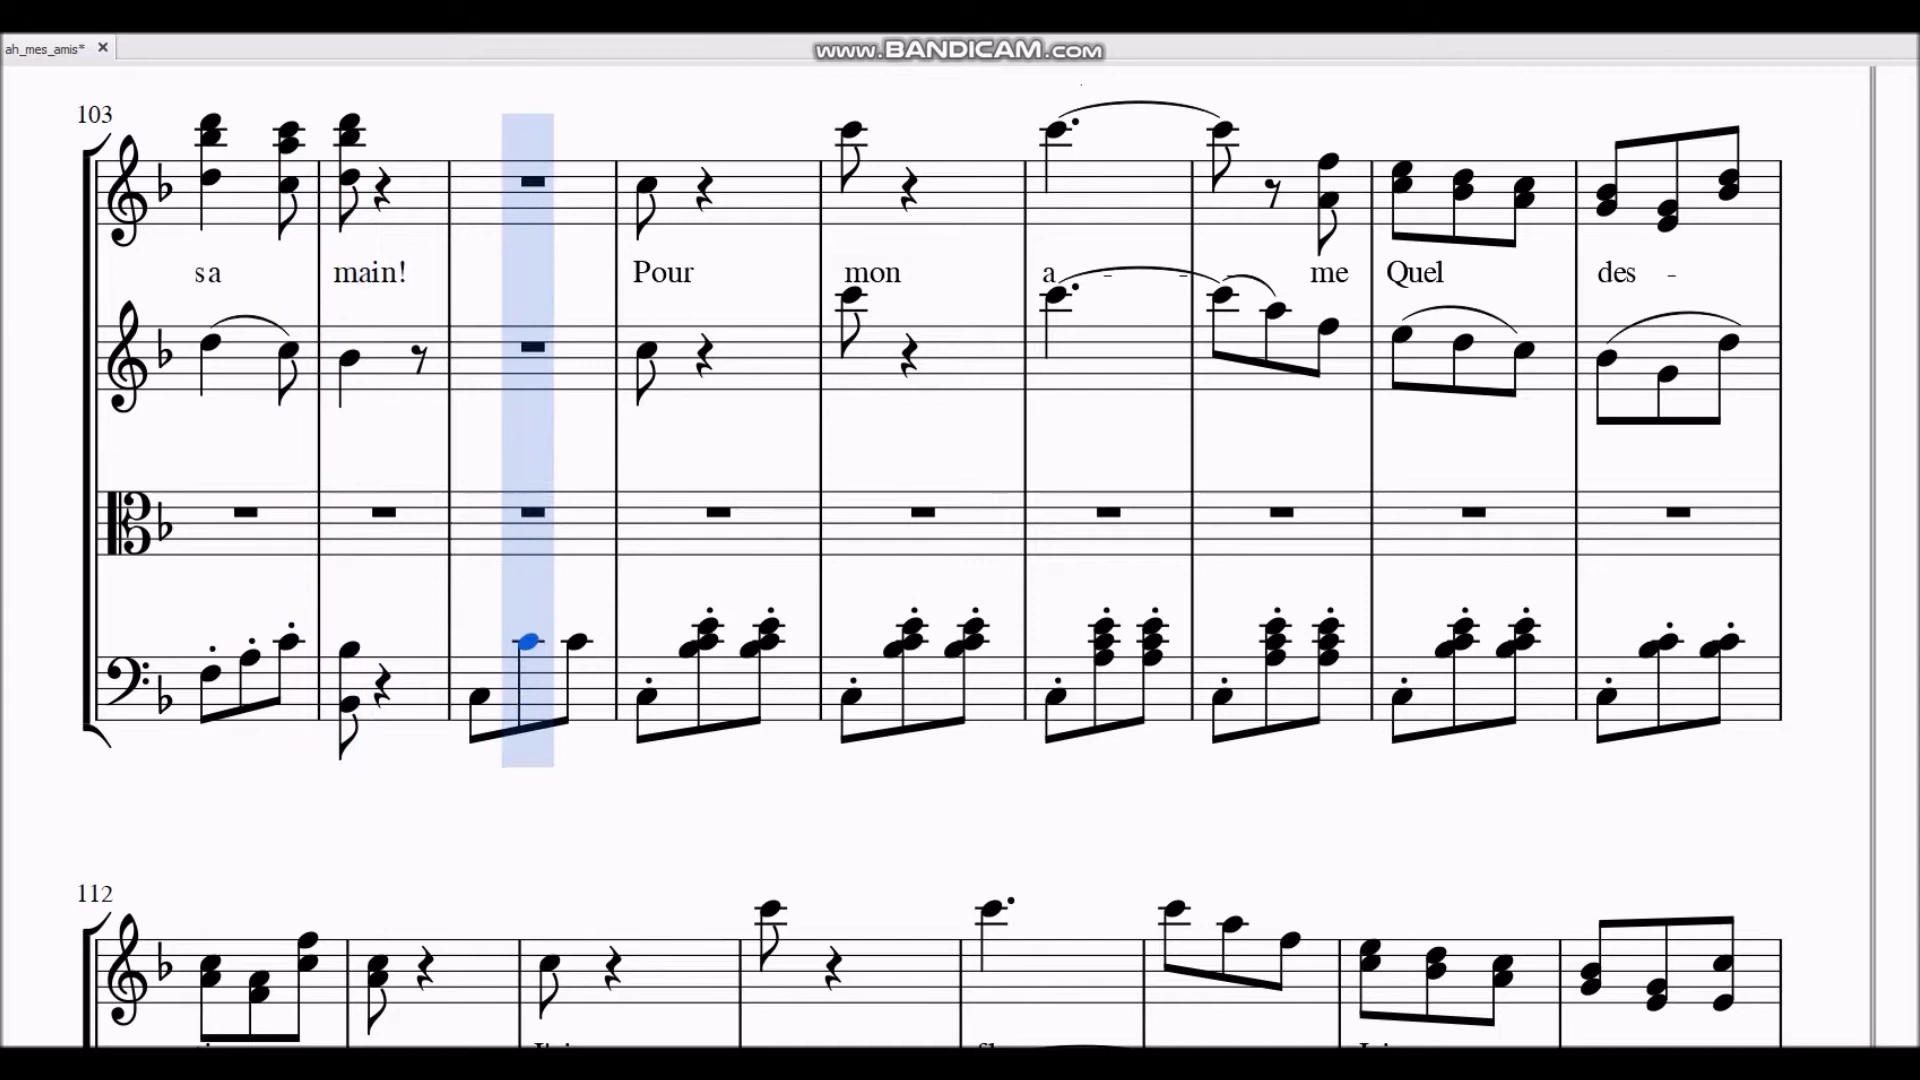 ah_mes_amis*
www.BANDICAM.com
103
sa main! Pour mon a - - - me Quel des -
112